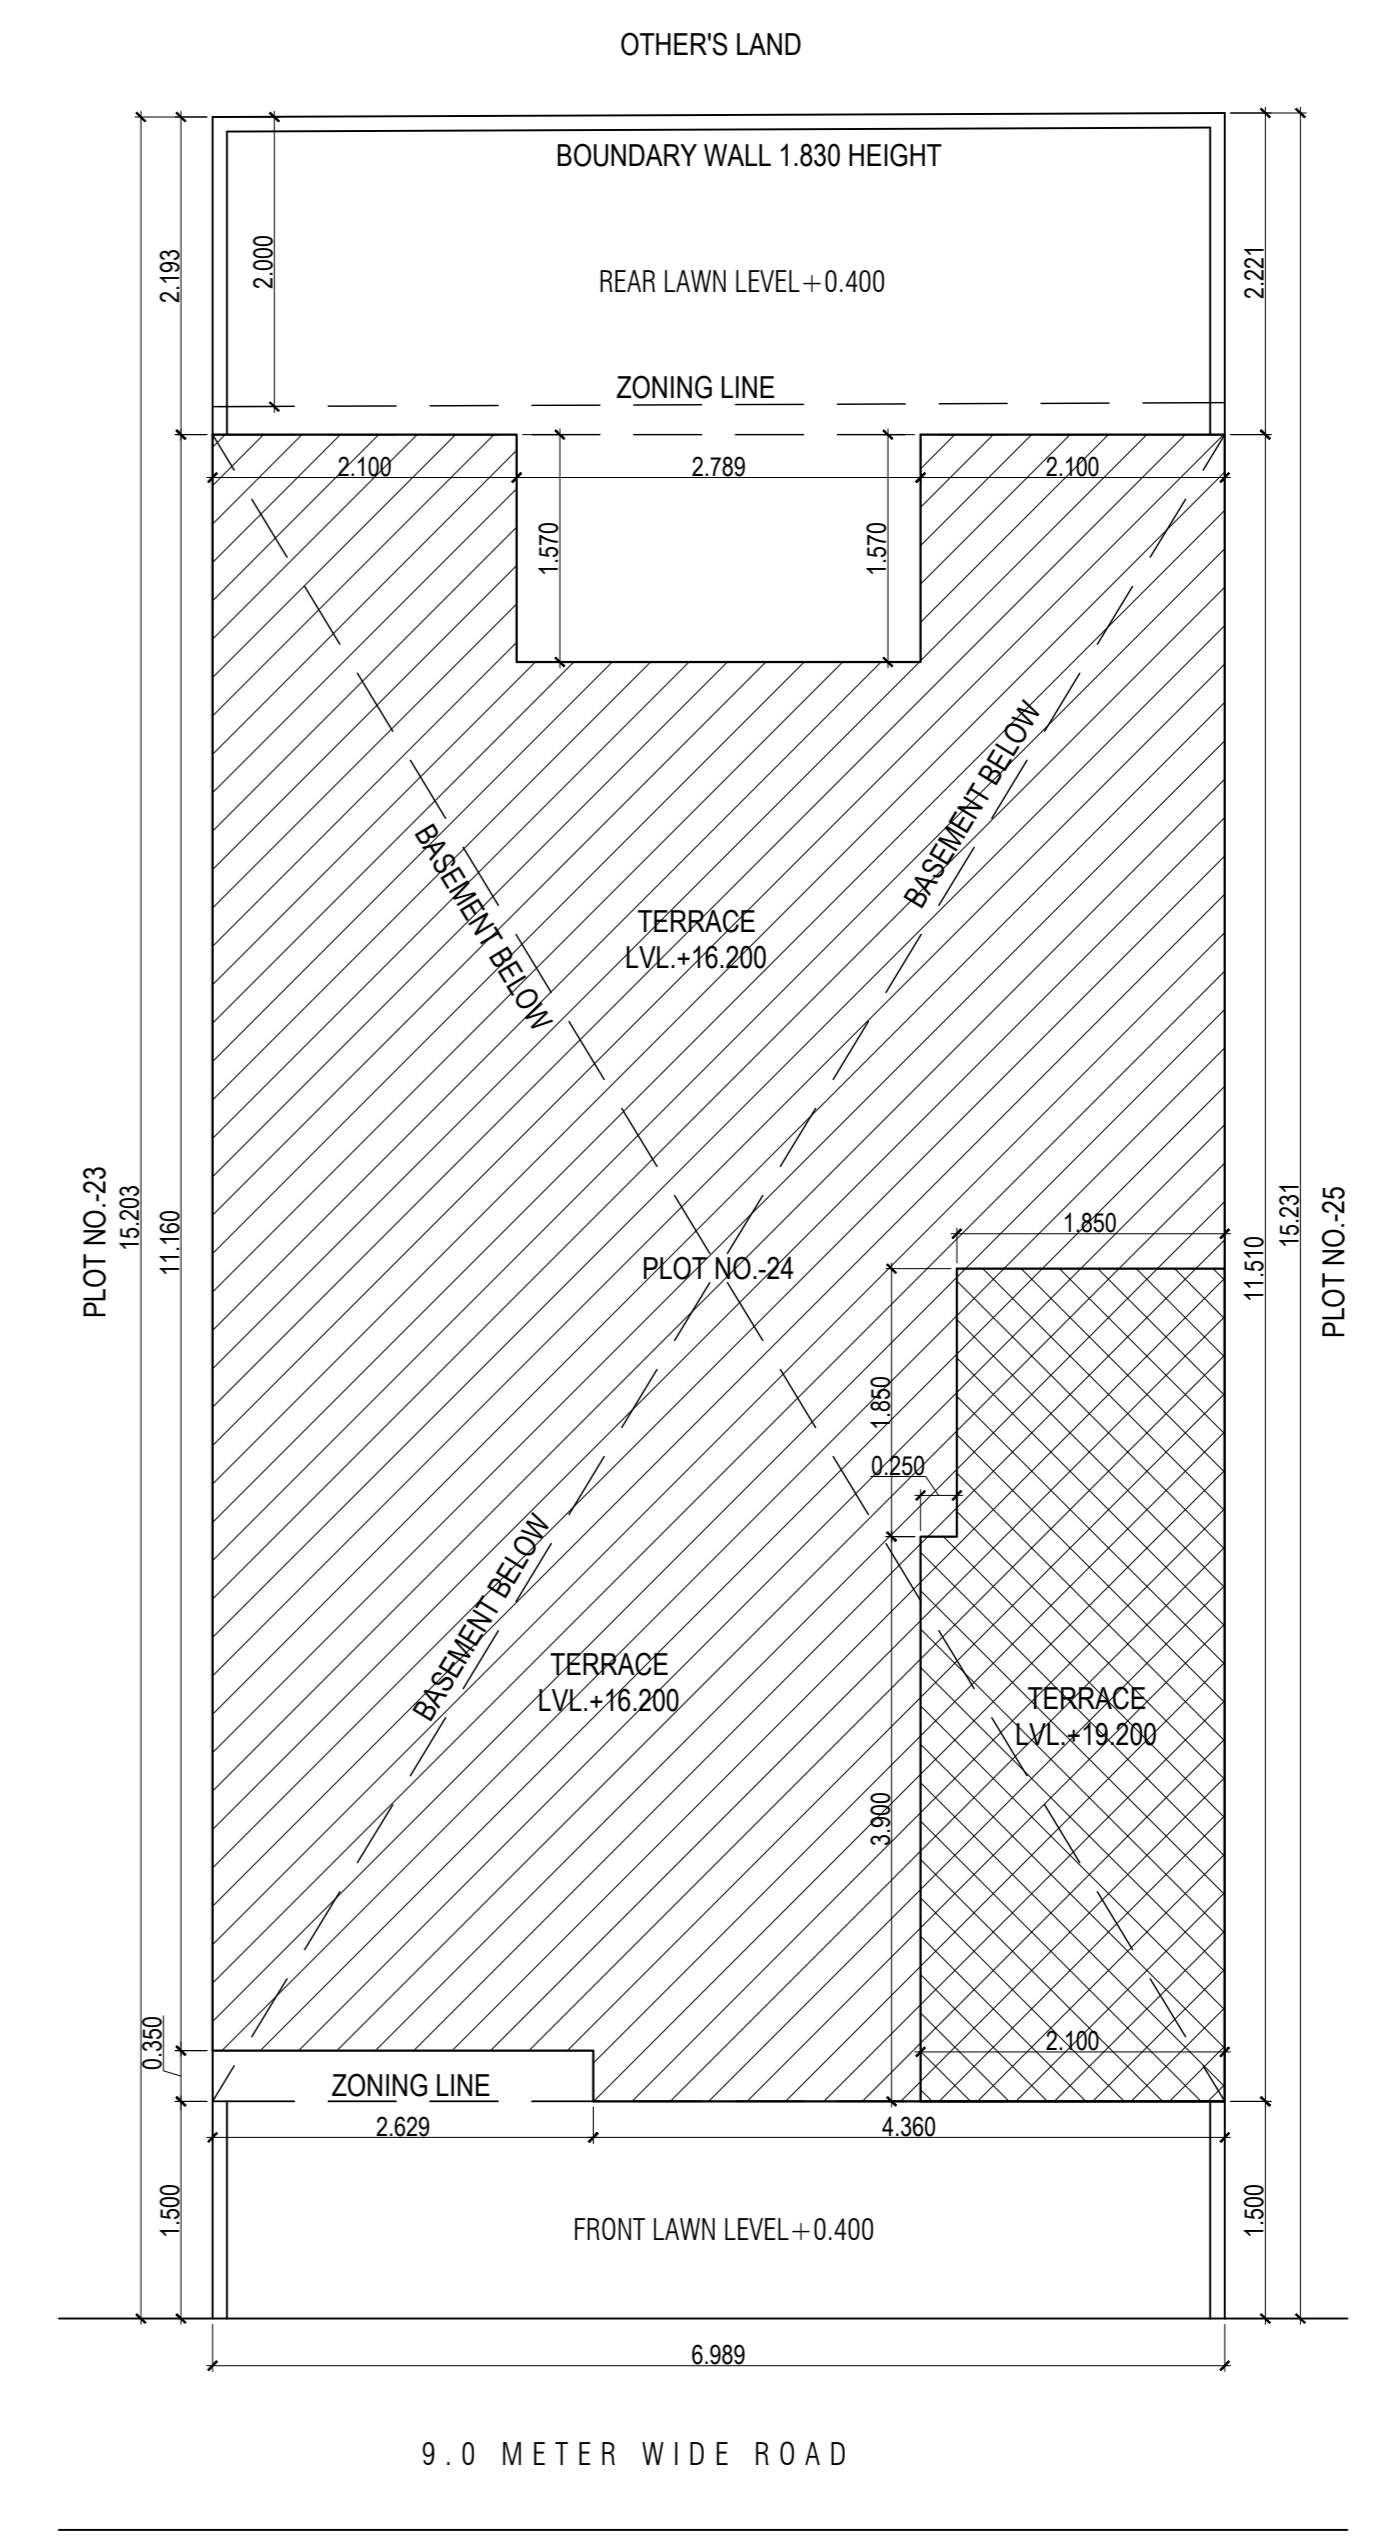 OTHER'S LAND
BOUNDARY WALL 1.830 HEIGHT
2.193
2.000
REAR LAWN LEVEL+0.400
2.221
ZONING LINE
2.100
2.789
2.100
1.570
1.570
BASEMENT BELOW
BASEMENT BELOW
TERRACE
LVL.+16.200
PLOT NO.-23
15.203
11.160
PLOT NO.-24
1.850
11.510
15.231
PLOT NO.-25
1.850
0.250
BASEMENT BELOW
TERRACE
LVL.+16.200
TERRACE
LVL.+19.200
3.900
0.350
2.100
ZONING LINE
2.629
4.360
1.500
FRONT LAWN LEVEL+0.400
1.500
6.989
9.0 METER WIDE ROAD